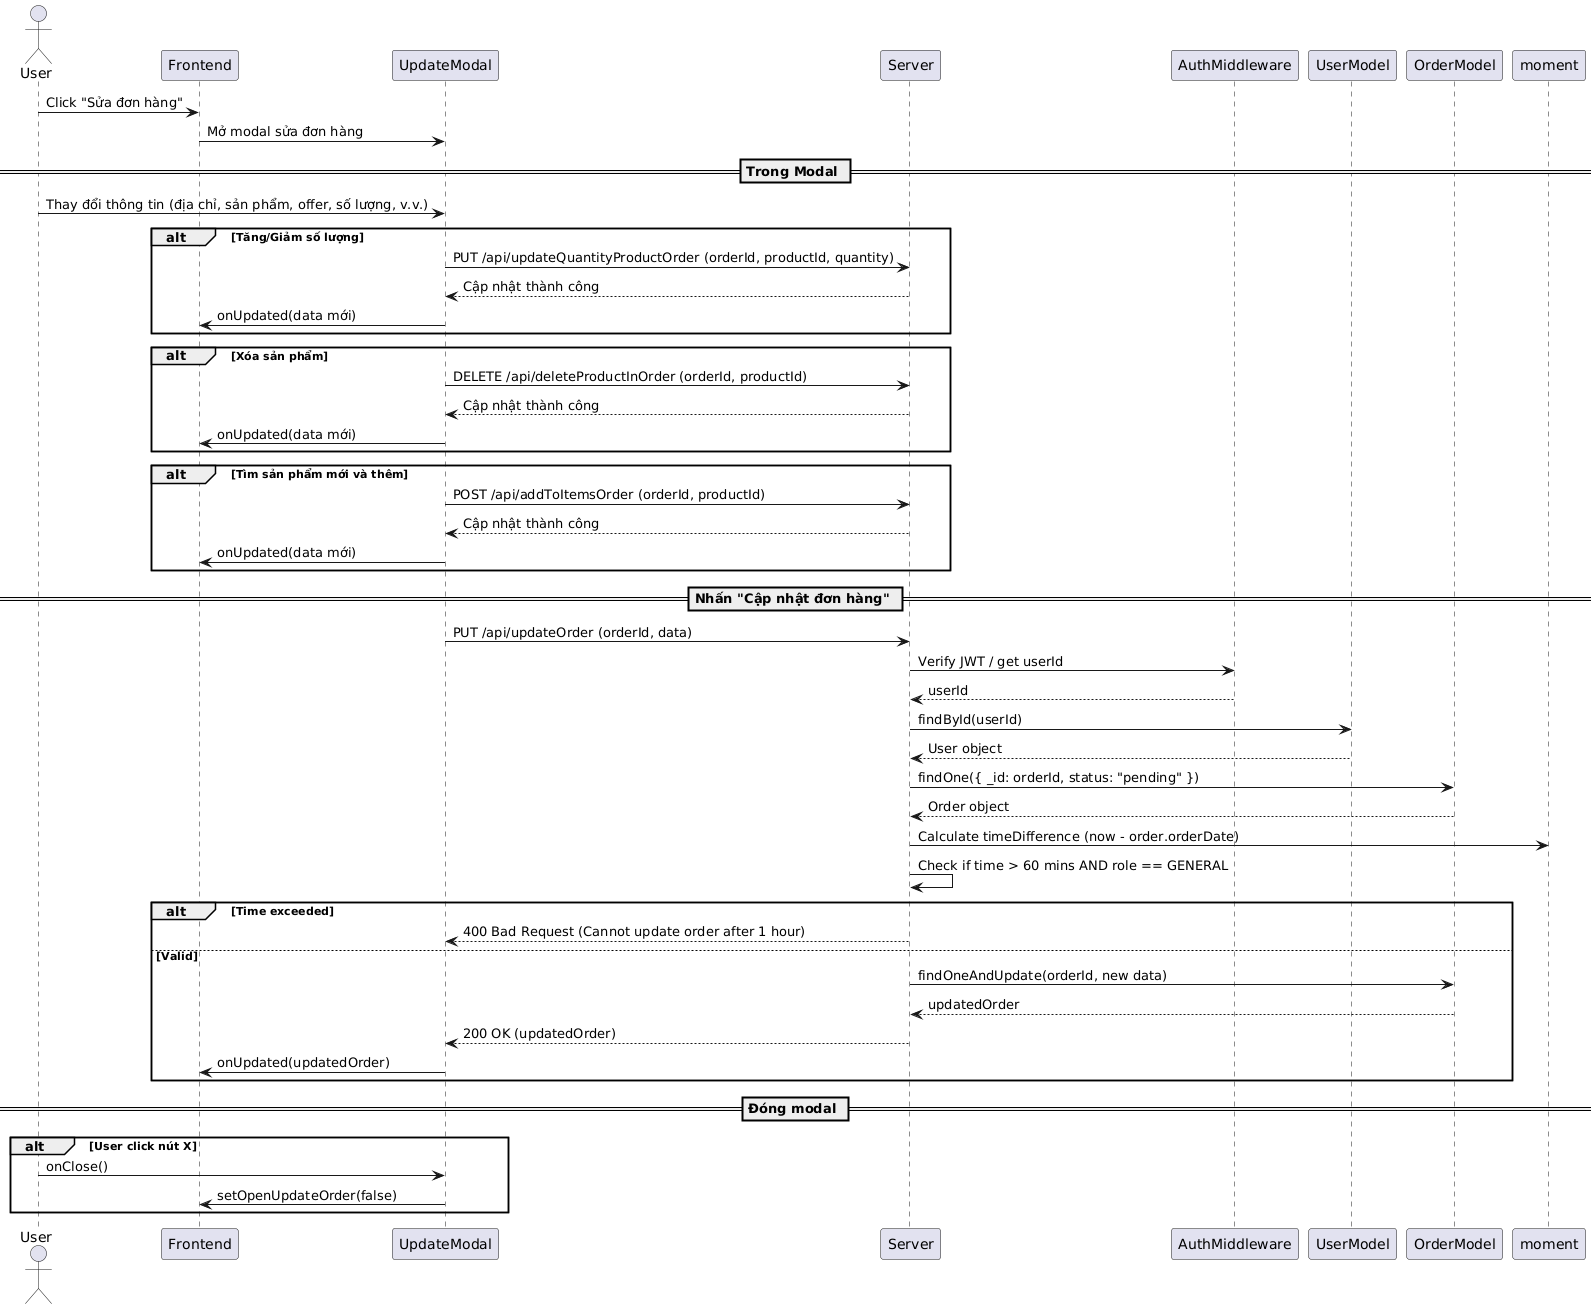 User
Frontend
UpdateModal
Server
AuthMiddleware
UserModel
OrderModel
moment
Click "Sửa đơn hàng"
Mở modal sửa đơn hàng
Trong Modal
Thay đổi thông tin (địa chỉ, sản phẩm, offer, số lượng, v.v.)
alt [Tăng/Giảm số lượng]
PUT /api/updateQuantityProductOrder (orderId, productId, quantity)
Cập nhật thành công
onUpdated(data mới)
alt [Xóa sản phẩm]
DELETE /api/deleteProductInOrder (orderId, productId)
Cập nhật thành công
onUpdated(data mới)
alt [Tìm sản phẩm mới và thêm]
POST /api/addToItemsOrder (orderId, productId)
Cập nhật thành công
onUpdated(data mới)
Nhấn "Cập nhật đơn hàng"
PUT /api/updateOrder (orderId, data)
Verify JWT / get userId
userId
findById(userId)
User object
findOne({ _id: orderId, status: "pending" })
Order object
Calculate timeDifference (now - order.orderDate)
Check if time > 60 mins AND role == GENERAL
alt [Time exceeded]
400 Bad Request (Cannot update order after 1 hour)
[Valid]
findOneAndUpdate(orderId, new data)
updatedOrder
200 OK (updatedOrder)
onUpdated(updatedOrder)
Đóng modal
alt [User click nút X]
onClose()
setOpenUpdateOrder(false)
User
Frontend
UpdateModal
Server
AuthMiddleware
UserModel
OrderModel
moment